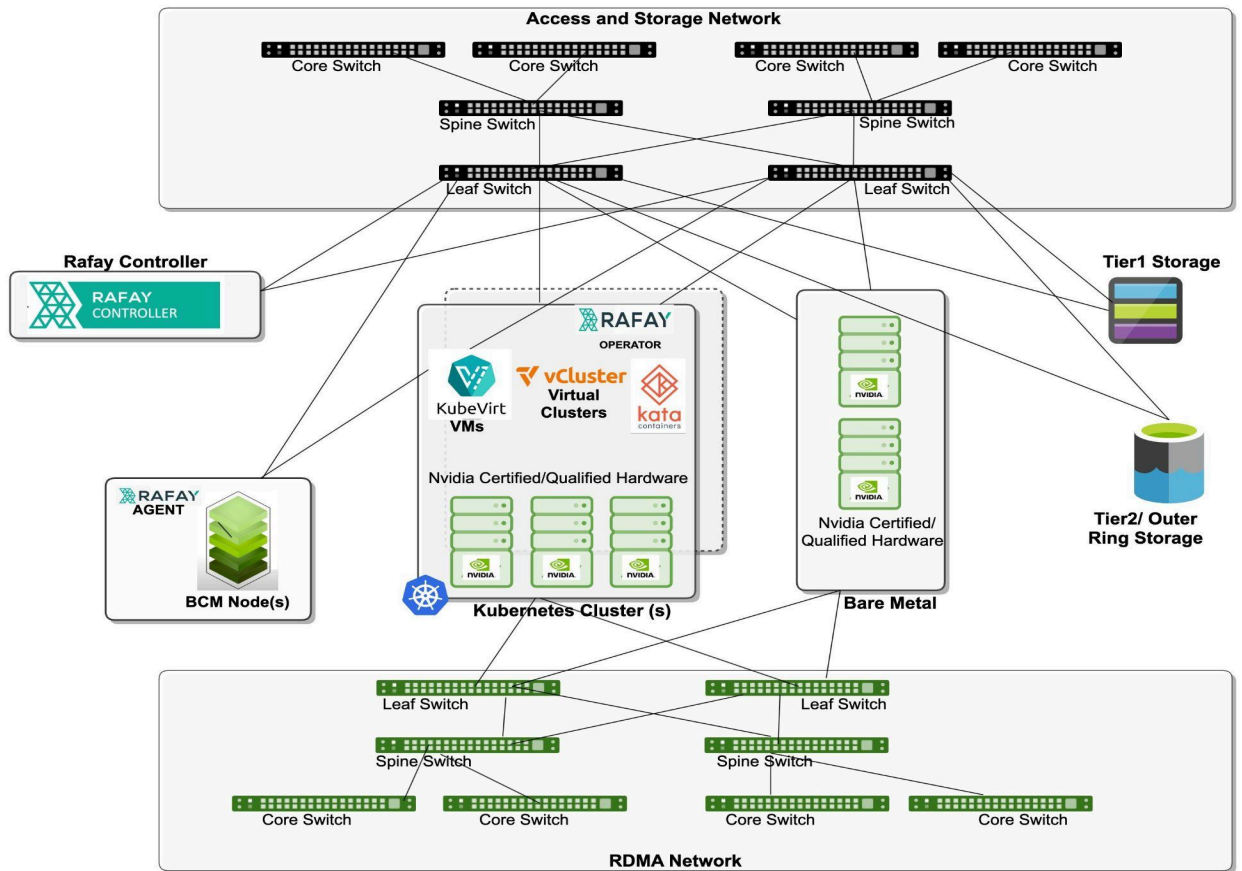 Access and Storage Network
Core Switch
Core Switch
Core Switch
Core Switch
Spine Switch
Spine Switch
Leaf Switch
Leaf Switch
Rafay Controller
RAFAY
CONTROLLER
Tier1 Storage
RAFAY
OPERATOR
KubeVirt
VMs
vCluster
Virtual
Clusters
kata
containers
Nvidia Certified/Qualified Hardware
NVIDIA
NVIDIA
NVIDIA
Kubernetes Cluster (s)
NVIDIA
NVIDIA
Nvidia Certified/
Qualified Hardware
Bare Metal
Tier2/ Outer
Ring Storage
RAFAY
AGENT
BCM Node(s)
Leaf Switch
Leaf Switch
Spine Switch
Spine Switch
Core Switch
Core Switch
Core Switch
Core Switch
RDMA Network